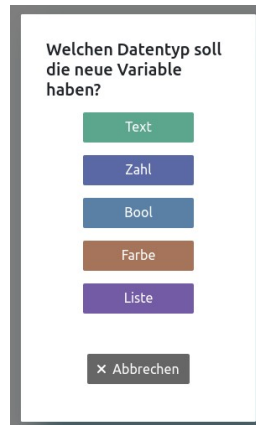 Welchen Datentyp soll
die neue Variable
haben?
Text
Zahl
Bool
Farbe
Liste
× Abbrechen